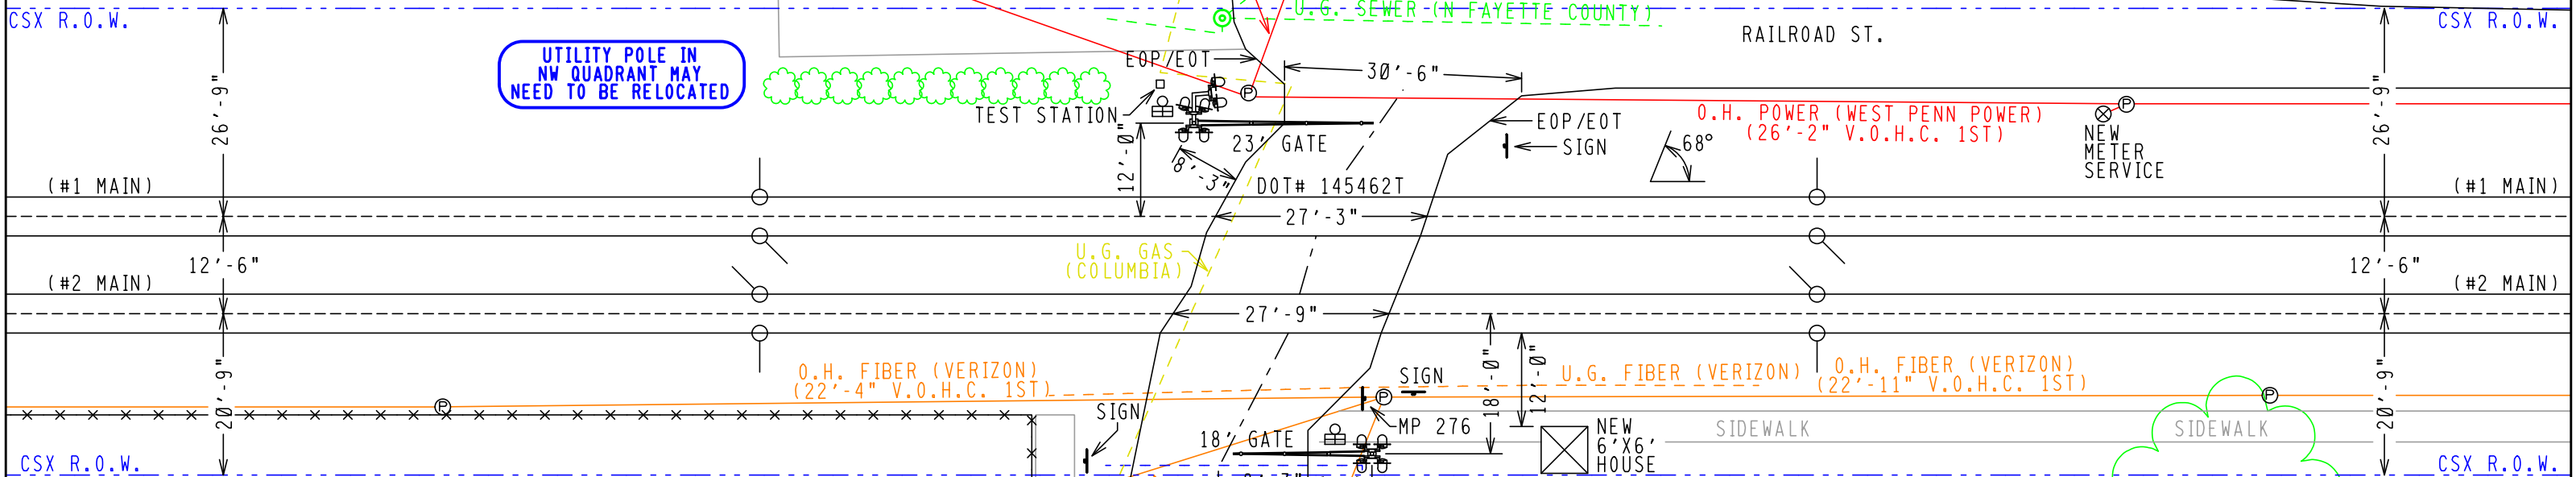 U.G. SEWER (N FAYETTE COUNTY)
CSX R.O.W.
CSX R.O.W.
RAILROAD ST.
UTILITY POLE IN
NW QUADRANT MAY
NEED TO BE RELOCATED
EOP/EOT
30'-6"
26'-9"
26'-9"
TEST STATION
P
P
O.H. POWER (WEST PENN POWER)
(26'-2" V.O.H.C. 1ST)
EOP/EOT
SIGN
68°
NEW
METER
SERVICE
23' GATE
12'-0"
8'-3"
DOT# 145462T
(#1 MAIN)
(#1 MAIN)
27'-3"
U.G. GAS
(COLUMBIA)
12'-6"
12'-6"
(#2 MAIN)
(#2 MAIN)
27'-9"
20'-9"
18'-0"
12'-0"
20'-9"
O.H. FIBER (VERIZON)
(22'-4" V.O.H.C. 1ST)
SIGN
U.G. FIBER (VERIZON)
O.H. FIBER (VERIZON)
(22'-11" V.O.H.C. 1ST)
P
P
P
SIGN
MP 276
18' GATE
NEW
6'X6'
HOUSE
SIDEWALK
SIDEWALK
CSX R.O.W.
CSX R.O.W.